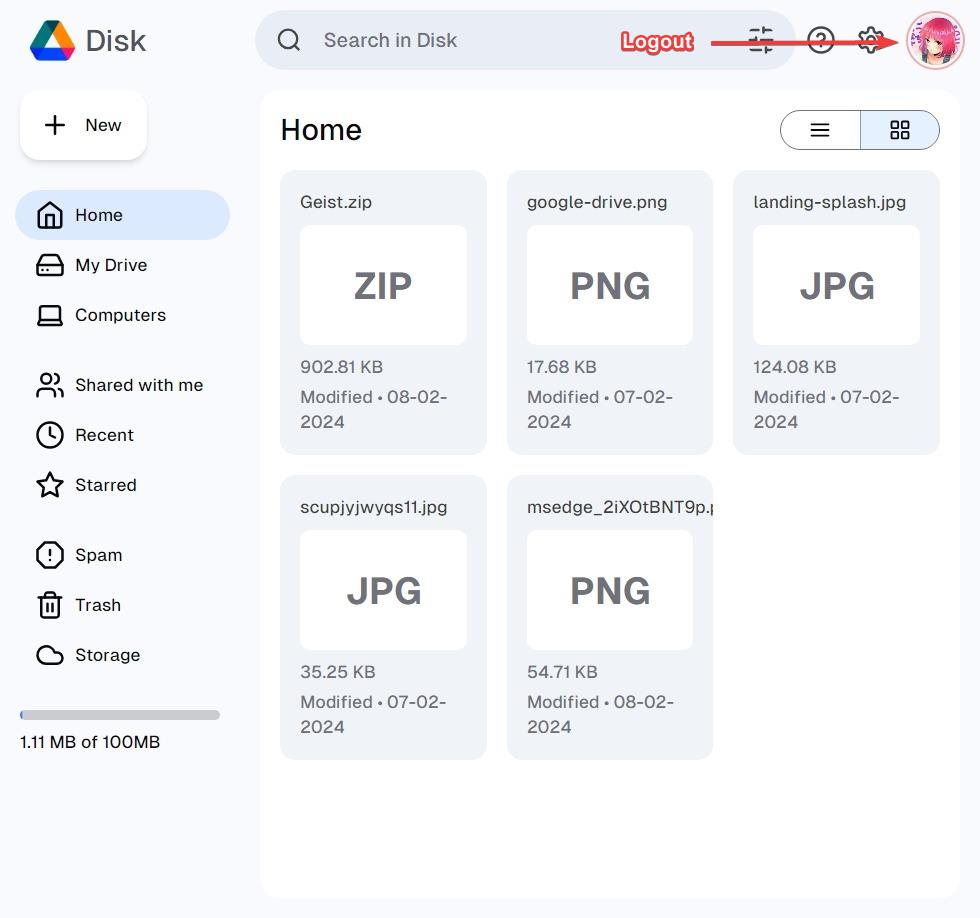 Disk
Search in Disk
Logout
New
Home
My Drive
Computers
Shared with me
Recent
Starred
Spam
Trash
Storage
1.11 MB of 100MB
Home
Geist.zip
ZIP
902.81 KB
Modified • 08-02-
2024
google-drive.png
PNG
17.68 KB
Modified • 07-02-
2024
landing-splash.jpg
JPG
124.08 KB
Modified • 07-02-
2024
scupjyjwyqs11.jpg
JPG
35.25 KB
Modified • 07-02-
2024
msedge_2iXOtBNT9p.p
PNG
54.71 KB
Modified • 08-02-
2024